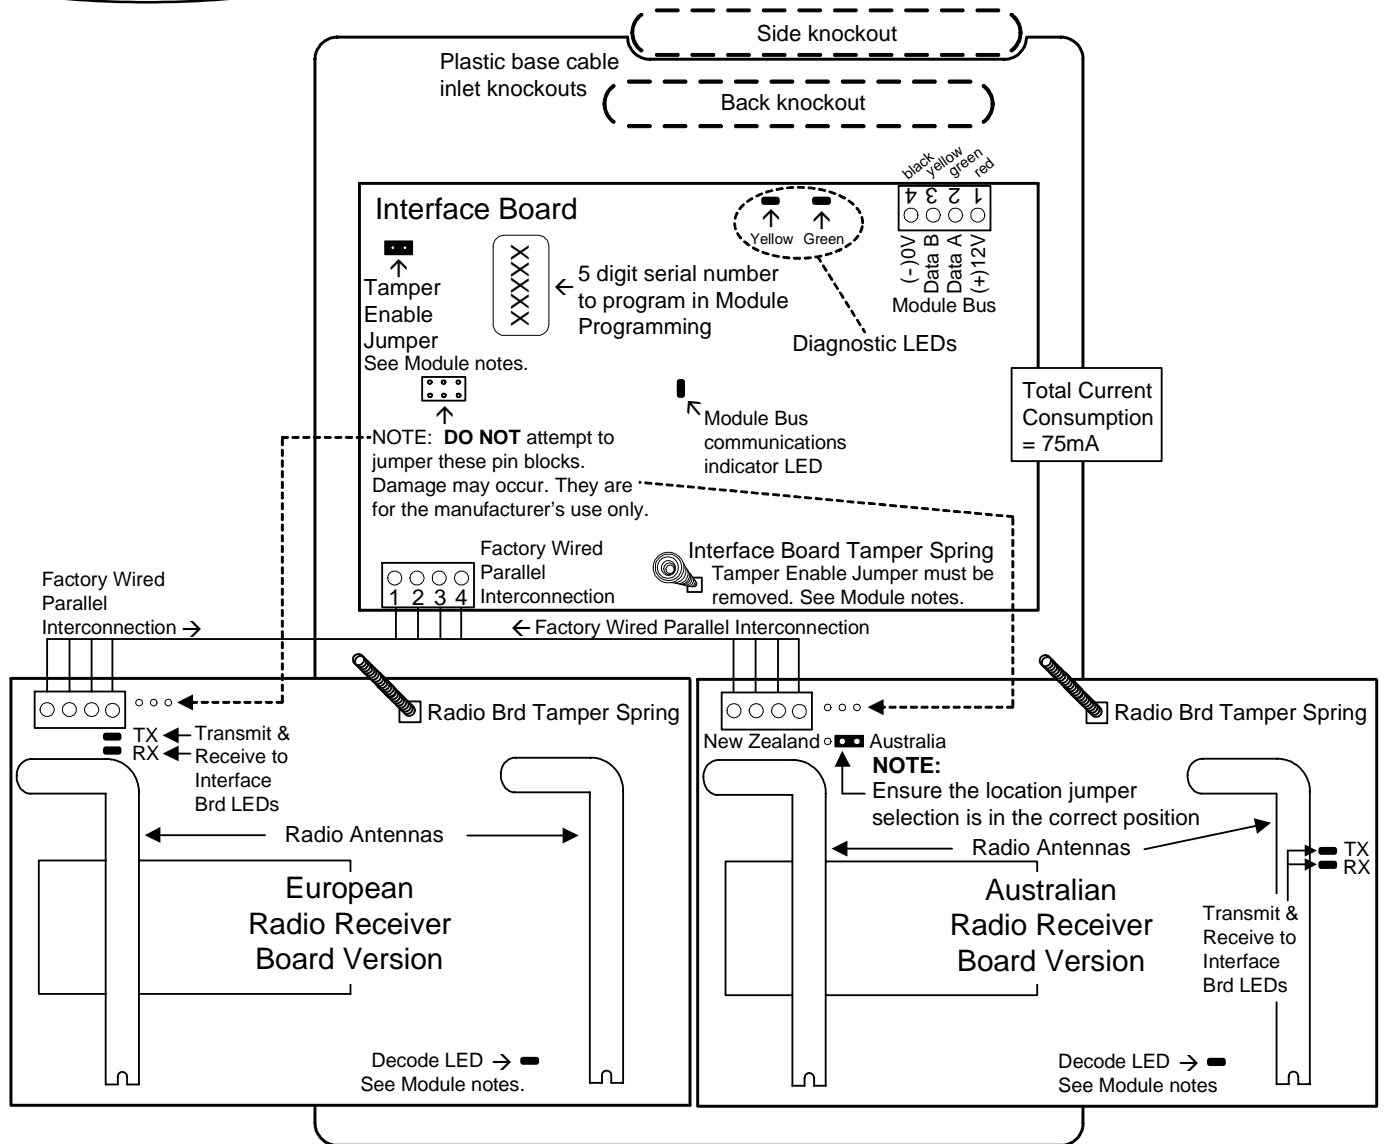 Side knockout
Plastic base cable
inlet knockouts
Back knockout
black
yellow
green
red
4 3 2 1
(-)0V
Data B
Data A
(+)12V
Module Bus
Interface Board
Yellow Green
Diagnostic LEDs
Tamper
Enable
Jumper
See Module notes.
XXXXX
5 digit serial number
to program in Module
Programming
Total Current
Consumption
= 75mA
Module Bus
communications
indicator LED
NOTE: DO NOT attempt to
jumper these pin blocks.
Damage may occur. They are
for the manufacturer's use only.
Factory Wired
Parallel
Interconnection
1 2 3 4
Interface Board Tamper Spring
Tamper Enable Jumper must be
removed. See Module notes.
Factory Wired
Parallel
Interconnection →
← Factory Wired Parallel Interconnection
Radio Brd Tamper Spring
TX
RX
Transmit &
Receive to
Interface
Brd LEDs
Radio Antennas
European
Radio Receiver
Board Version
Decode LED →
See Module notes.
Radio Brd Tamper Spring
New Zealand
Australia
NOTE:
Ensure the location jumper
selection is in the correct position
Radio Antennas
TX
RX
Australian
Radio Receiver
Board Version
Transmit &
Receive to
Interface
Brd LEDs
Decode LED →
See Module notes